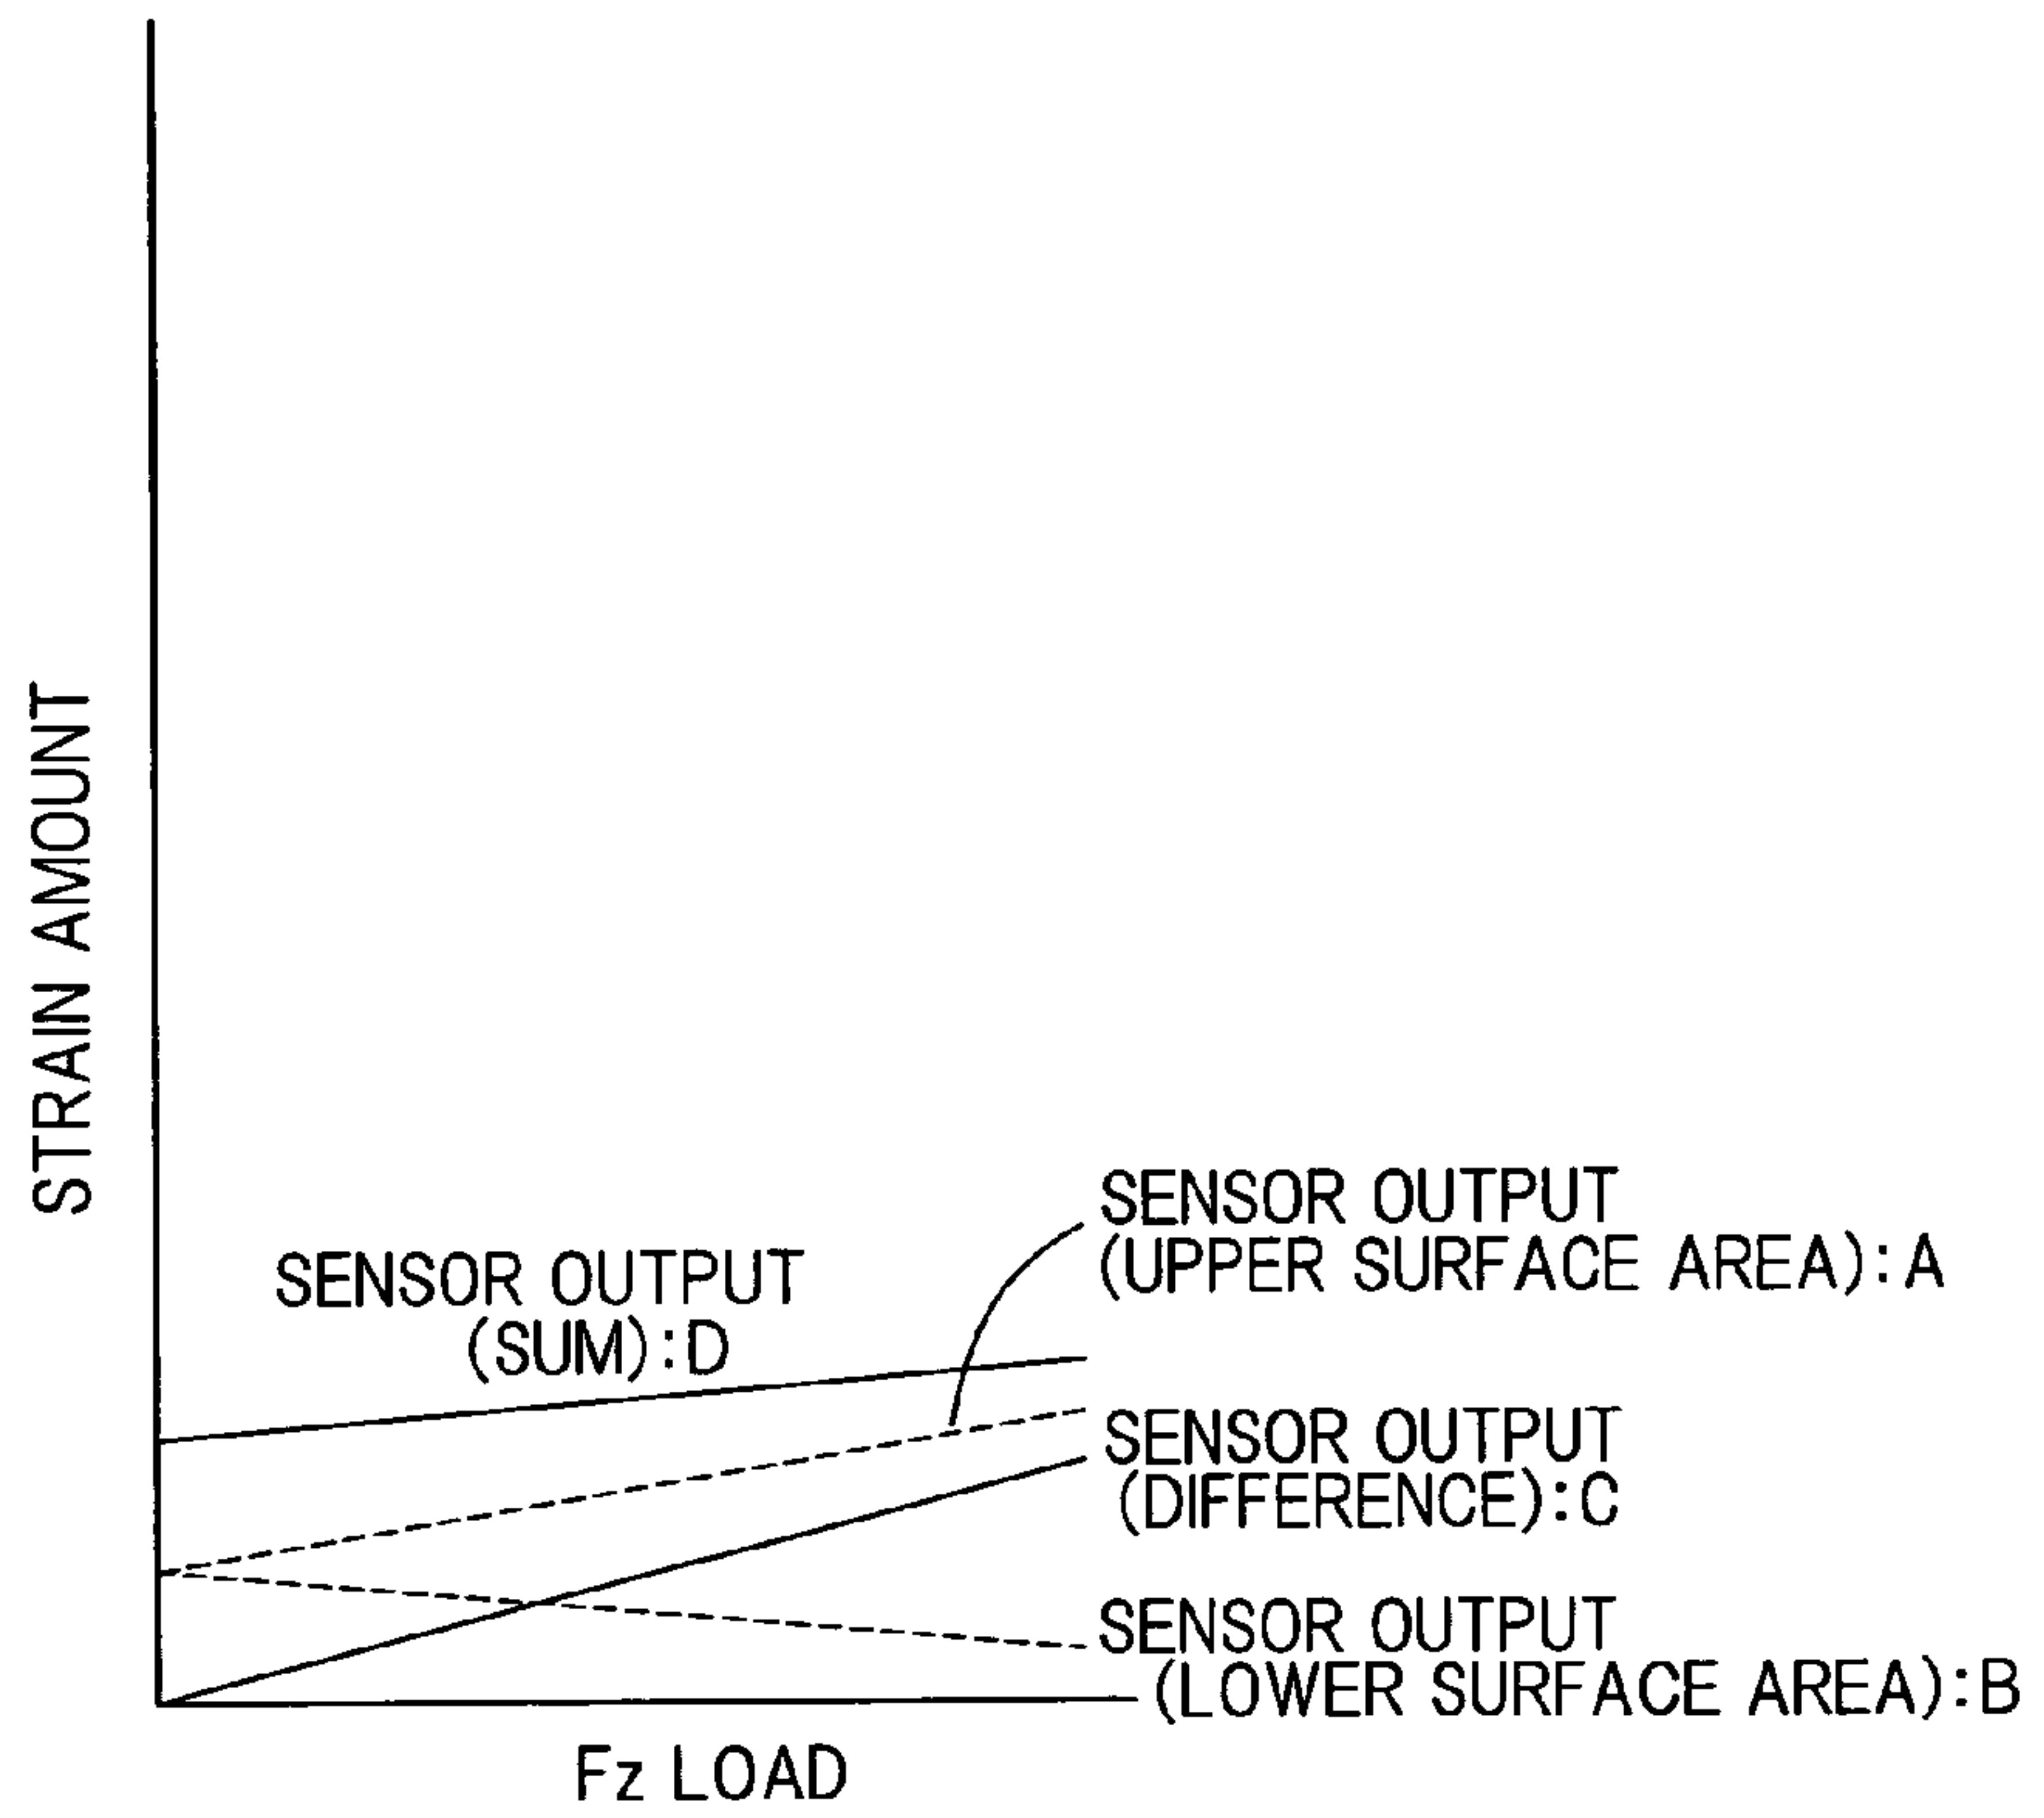 STRAIN AMOUNT
SENSOR OUTPUT
(UPPER SURFACE AREA):A
SENSOR OUTPUT
(SUM):D
SENSOR OUTPUT
(DIFFERENCE):C
SENSOR OUTPUT
(LOWER SURFACE AREA):B
Fz LOAD